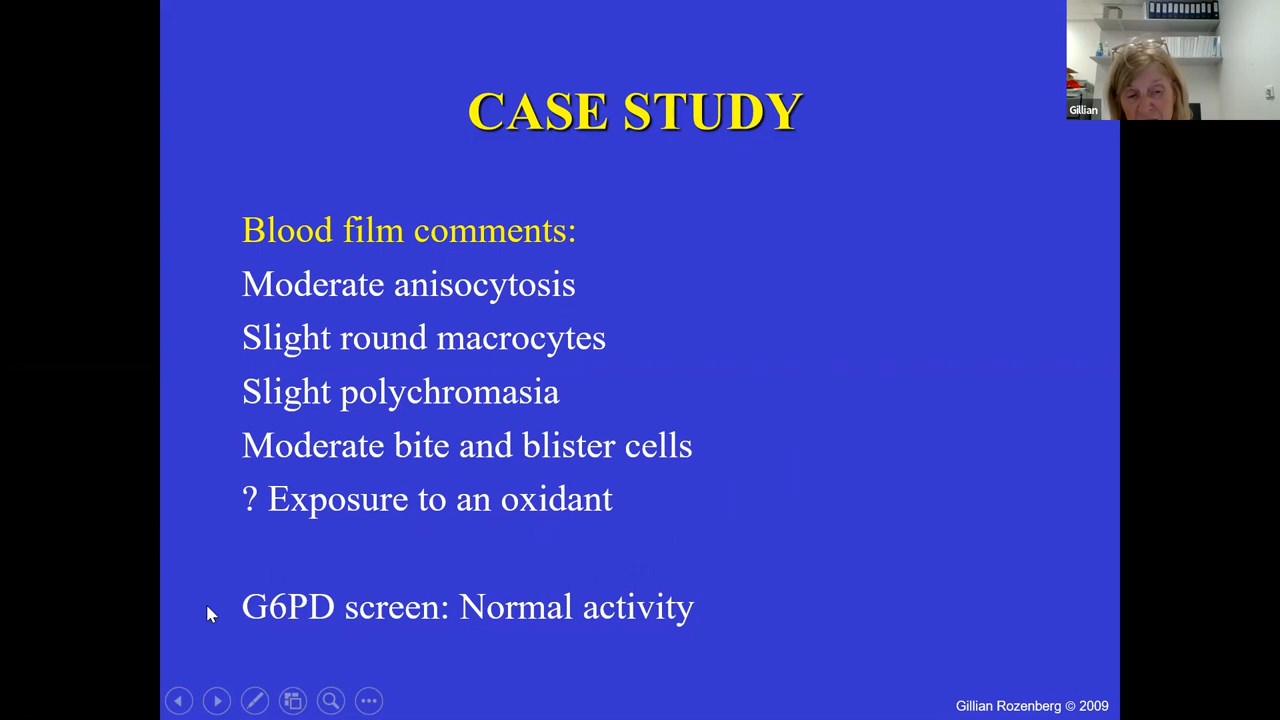 CASE STUDY
Gillian
Blood film comments:
Moderate anisocytosis
Slight round macrocytes
Slight polychromasia
Moderate bite and blister cells
? Exposure to an oxidant
G6PD screen: Normal activity
Gillian Rozenberg © 2009